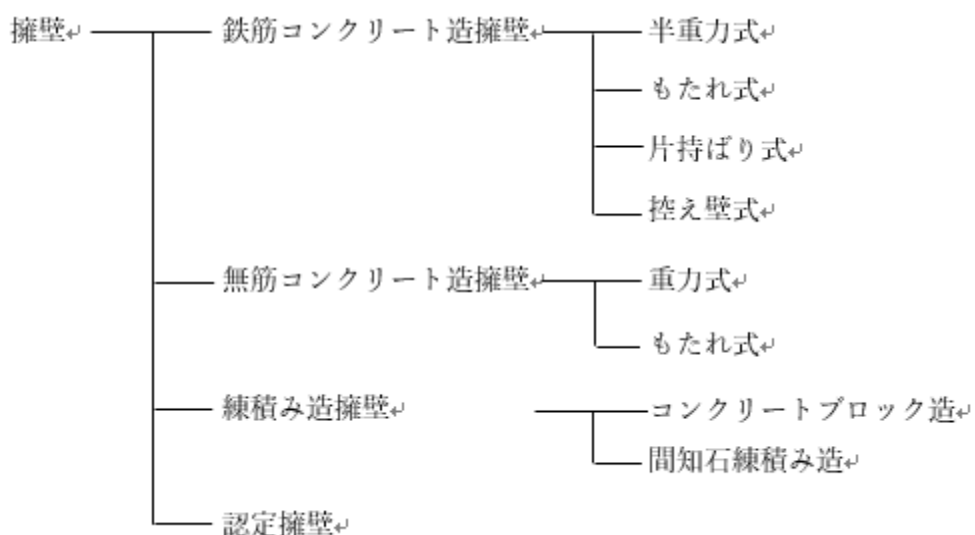 擁壁 鉄筋コンクリート造擁壁 半重力式
もたれ式
片持ばり式
控え壁式
無筋コンクリート造擁壁 重力式
もたれ式
練積み造擁壁 コンクリートブロック造
間知石練積み造
認定擁壁